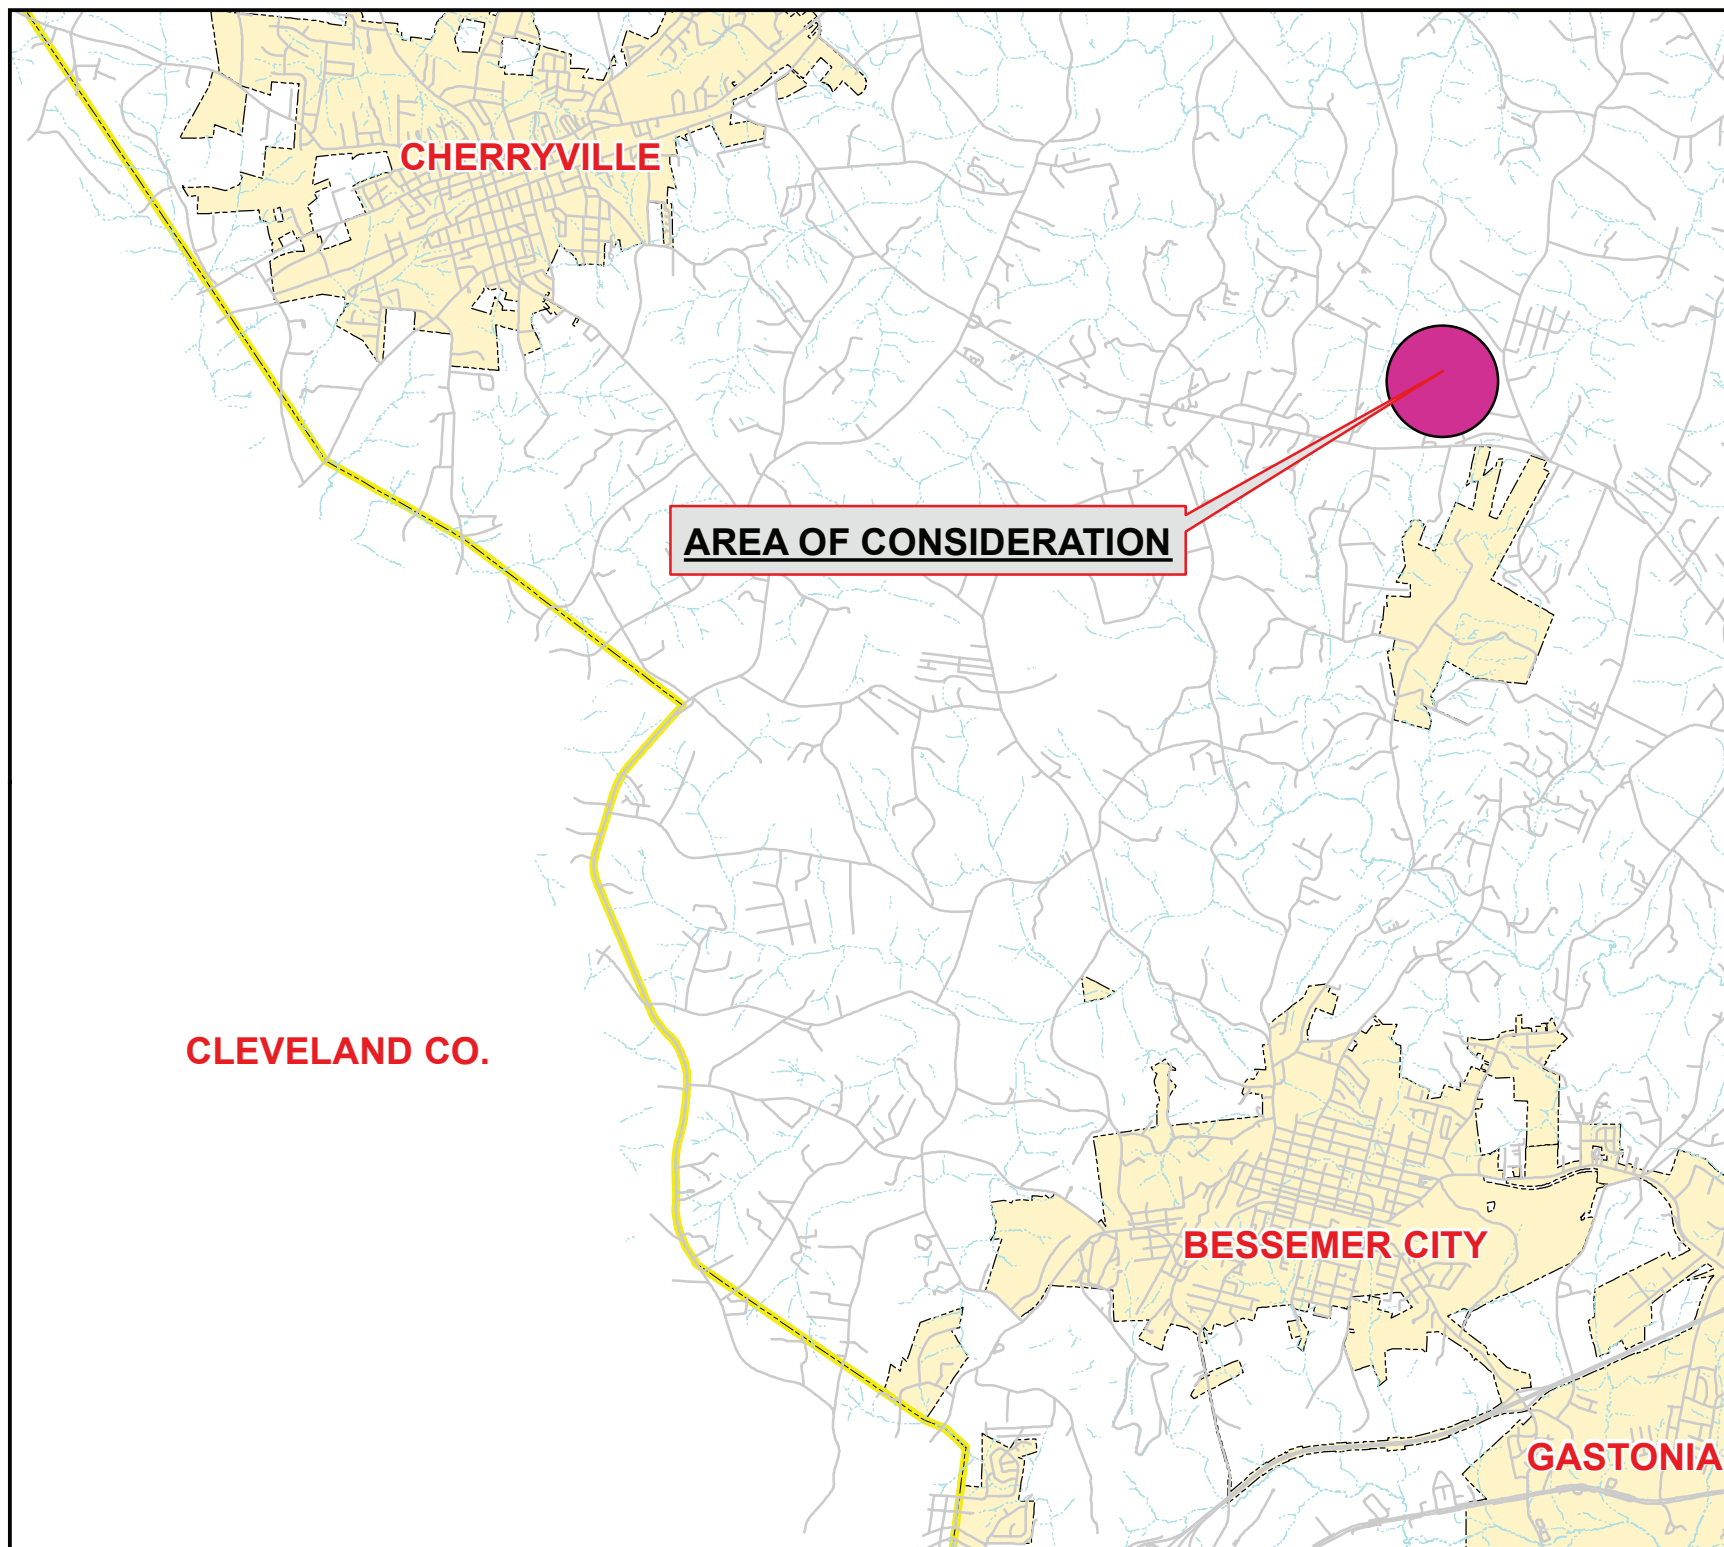 CHERRYVILLE
AREA OF CONSIDERATION
CLEVELAND CO.
BESSEMER CITY
GASTONIA